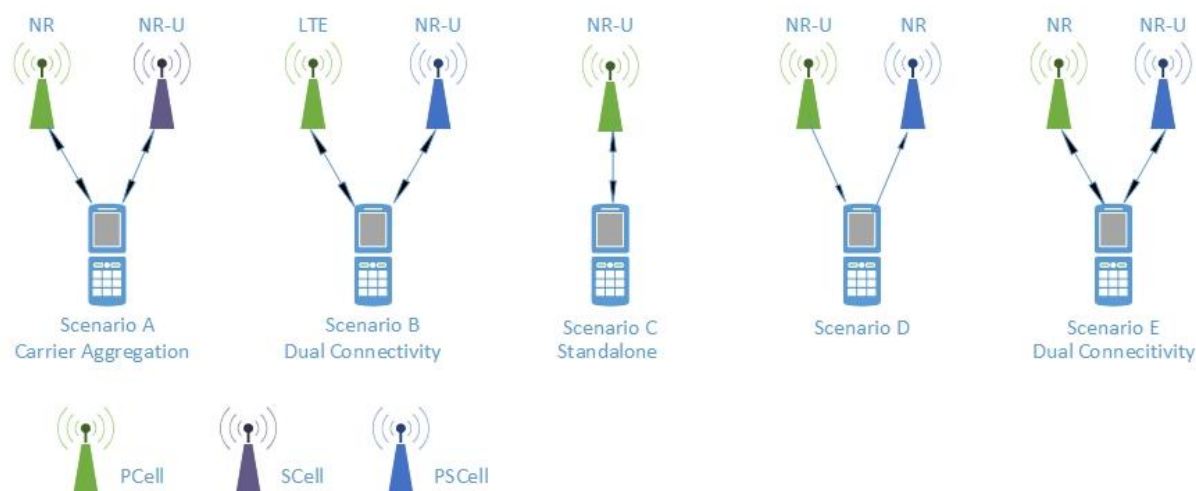 NR NR-U LTE NR-U NR-U NR-U NR NR NR-U
Scenario A Scenario B Scenario C Scenario D Scenario E
Carrier Aggregation Dual Connectivity Standalone Dual Connecitivity
PCell SCell PSCell